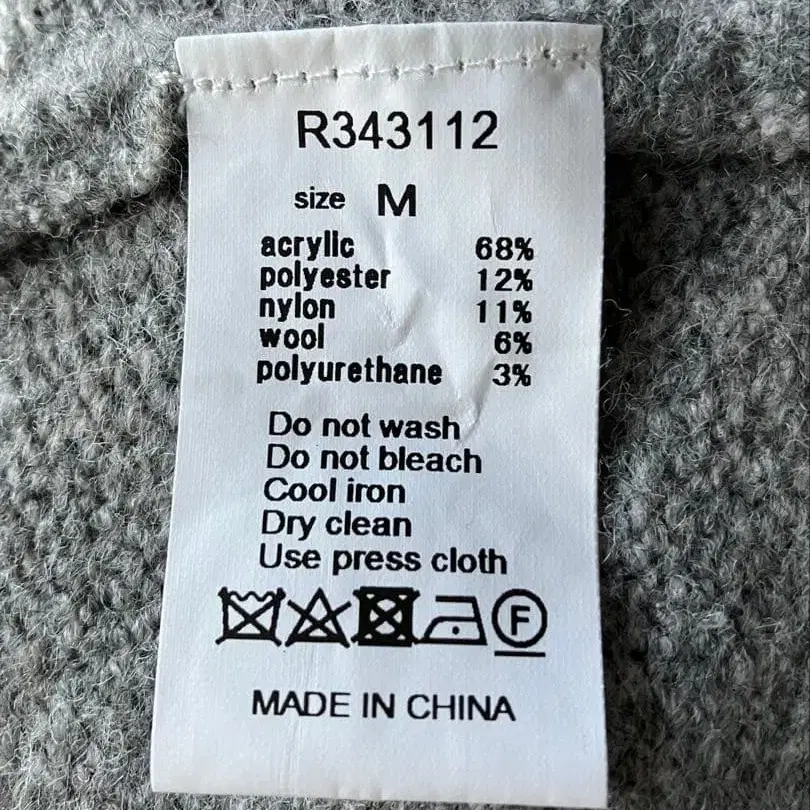 R343112
size M
acrylic 68%
polyester 12%
nylon 11%
wool 6%
polyurethane 3%
Do not wash
Do not bleach
Cool iron
Dry clean
Use press cloth
F
MADE IN CHINA